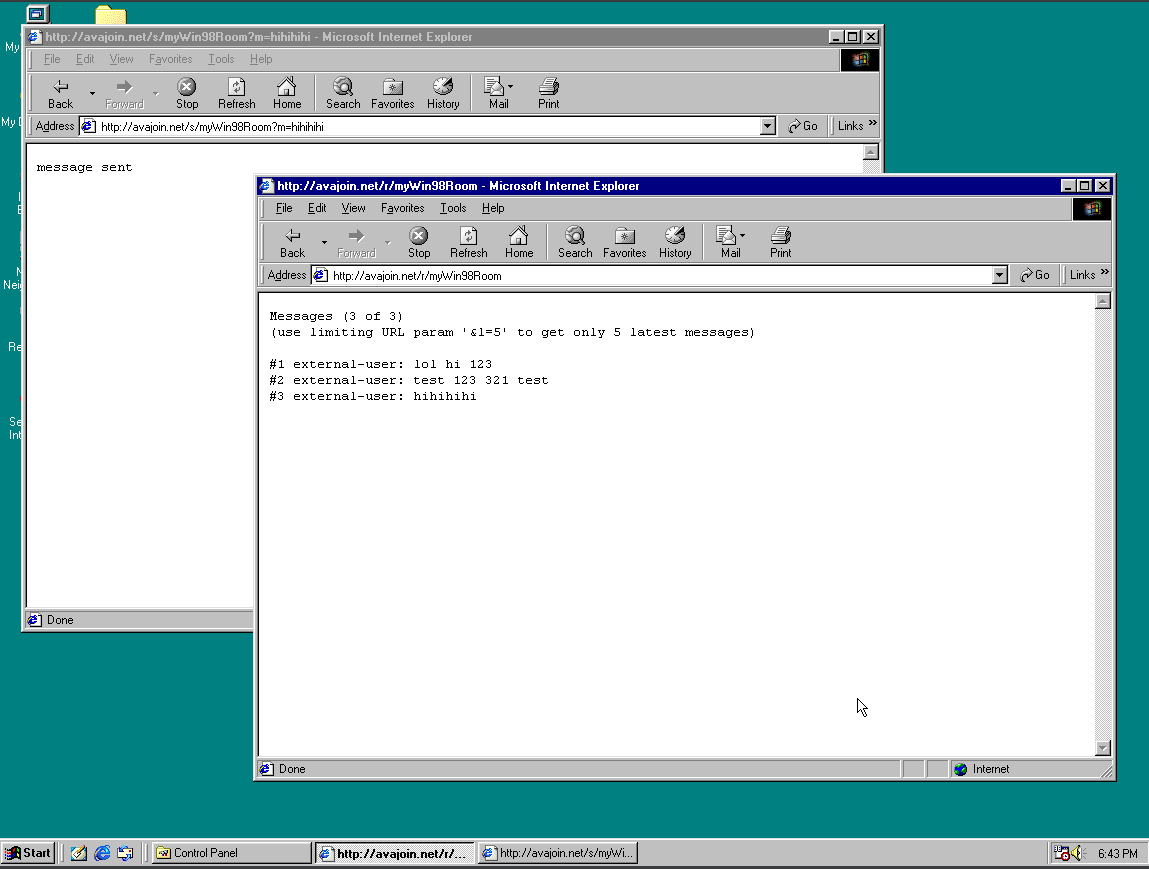 My
http://avajoin.net/s/myWin98Room?m=hihihihi - Microsoft Internet Explorer
File Edit View Favorites Tools Help
Back Forward Stop Refresh Home Search Favorites History Mail Print
Address http://avajoin.net/s/myWin98Room?m=hihihihi Go Links »
message sent
Done
My
Nei
Re
Se
Int
http://avajoin.net/r/myWin98Room - Microsoft Internet Explorer
File Edit View Favorites Tools Help
Back Forward Stop Refresh Home Search Favorites History Mail Print
Address http://avajoin.net/r/myWin98Room Go Links »
Messages (3 of 3)
(use limiting URL param '&l=5' to get only 5 latest messages)
#1 external-user: lol hi 123
#2 external-user: test 123 321 test
#3 external-user: hihihihi
Done Internet
Start Control Panel http://avajoin.net/r/... http://avajoin.net/s/myWi... 6:43 PM